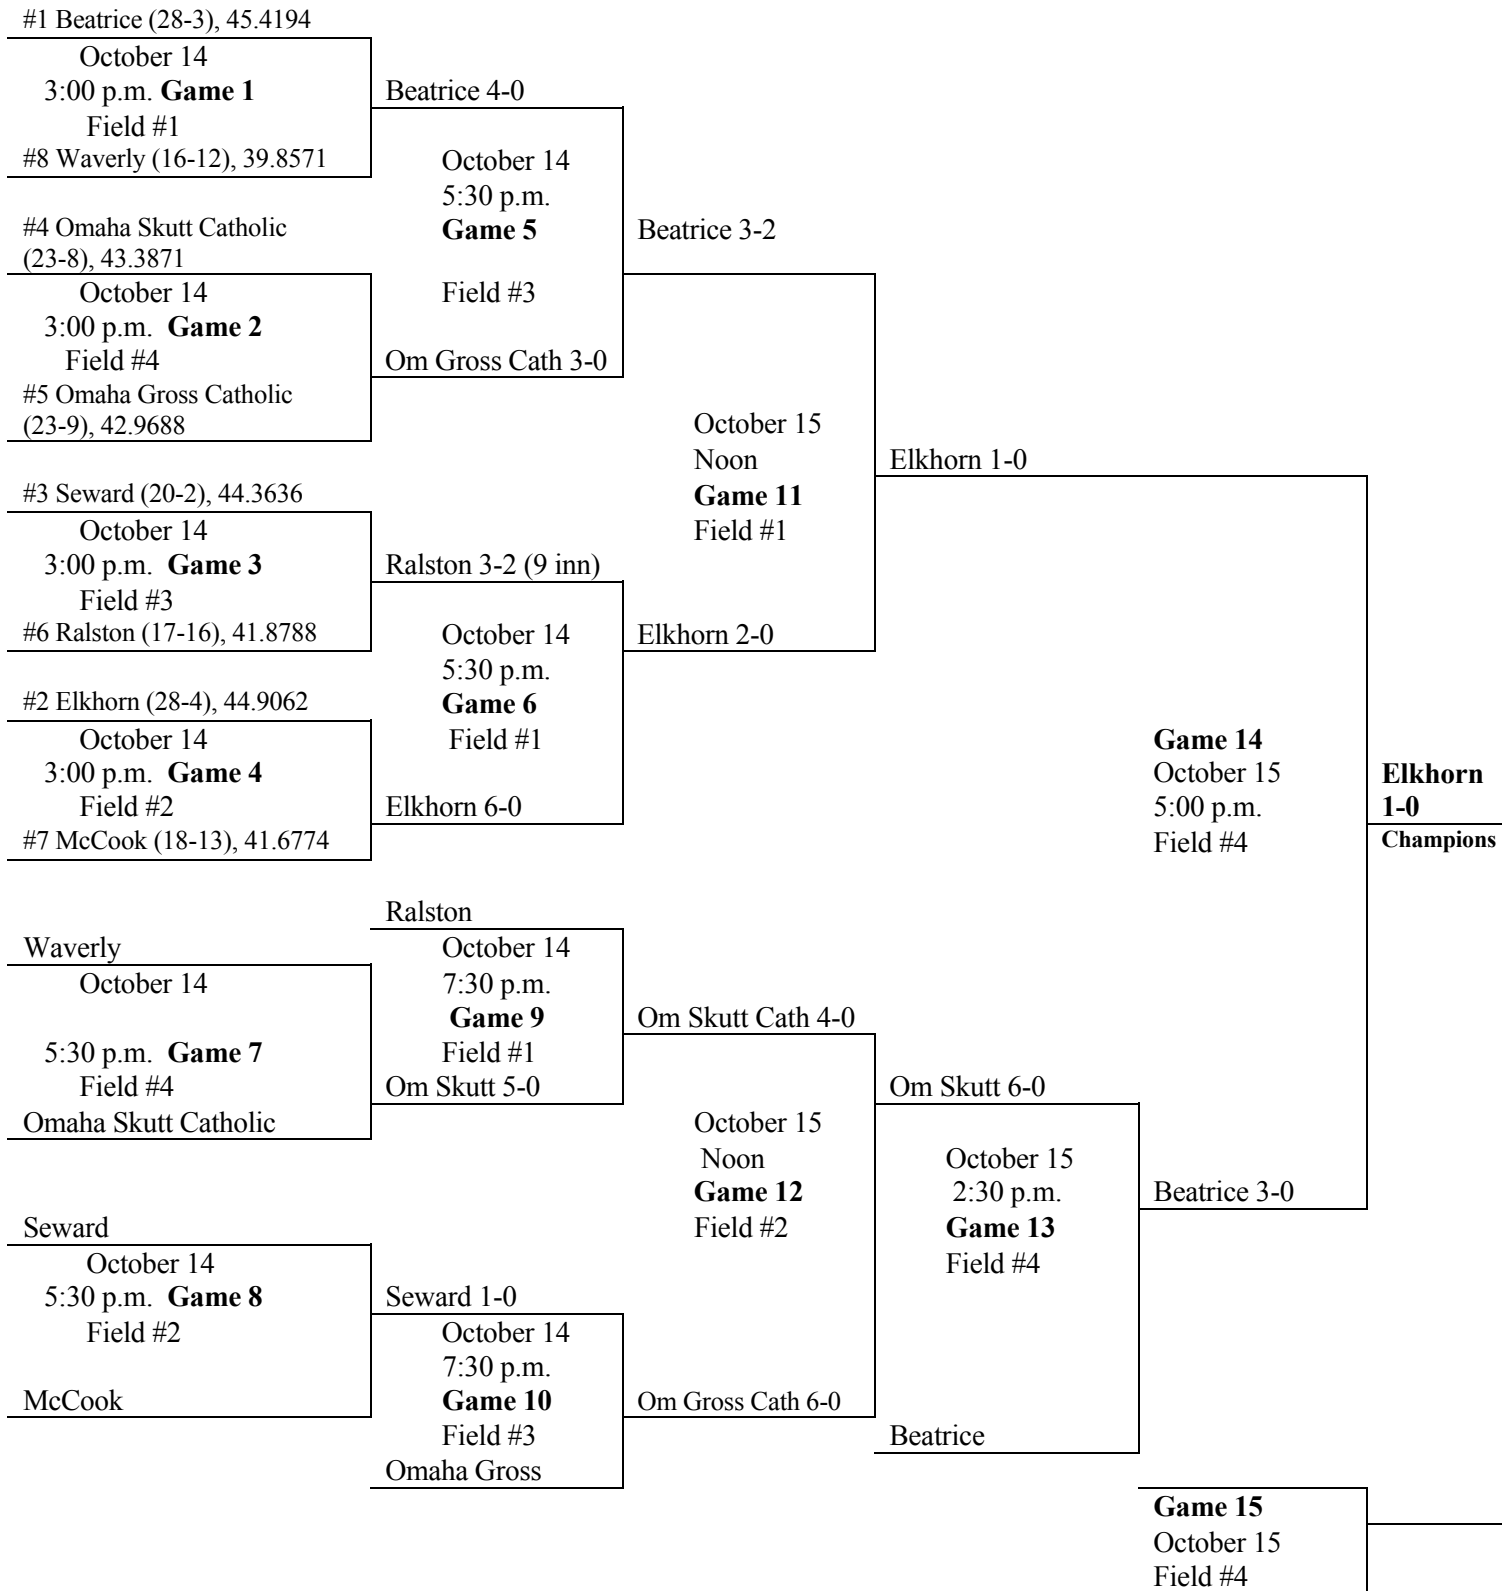 #1 Beatrice (28-3), 45.4194
October 14
3:00 p.m. Game 1
Field #1
#8 Waverly (16-12), 39.8571
Beatrice 4-0
#4 Omaha Skutt Catholic
(23-8), 43.3871
October 14
3:00 p.m. Game 2
Field #4
#5 Omaha Gross Catholic
(23-9), 42.9688
Om Gross Cath 3-0
October 14
5:30 p.m.
Game 5
Field #3
Beatrice 3-2
#3 Seward (20-2), 44.3636
October 14
3:00 p.m. Game 3
Field #3
#6 Ralston (17-16), 41.8788
Ralston 3-2 (9 inn)
#2 Elkhorn (28-4), 44.9062
October 14
3:00 p.m. Game 4
Field #2
#7 McCook (18-13), 41.6774
Elkhorn 6-0
October 14
5:30 p.m.
Game 6
Field #1
Elkhorn 2-0
October 15
Noon
Game 11
Field #1
Elkhorn 1-0
Game 14
October 15
5:00 p.m.
Field #4
Elkhorn
1-0
Champions
Waverly
October 14
5:30 p.m. Game 7
Field #4
Omaha Skutt Catholic
Ralston
October 14
7:30 p.m.
Game 9
Field #1
Om Skutt 5-0
Om Skutt Cath 4-0
Seward
October 14
5:30 p.m. Game 8
Field #2
McCook
Seward 1-0
October 14
7:30 p.m.
Game 10
Field #3
Omaha Gross
Om Gross Cath 6-0
October 15
Noon
Game 12
Field #2
Om Skutt 6-0
October 15
2:30 p.m.
Game 13
Field #4
Beatrice
Beatrice 3-0
Game 15
October 15
Field #4